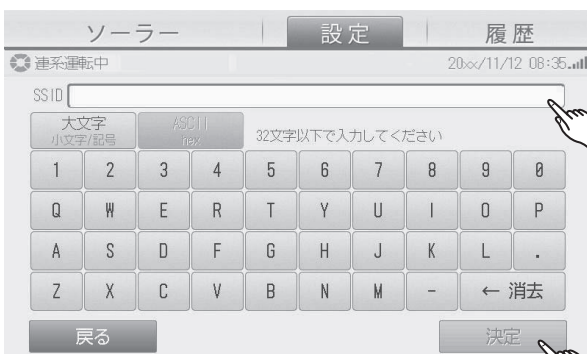 ソーラー 設定 履歴
連系運転中 20xx/11/12 08:35
SSID
大文字 ASCII 32文字以下で入力してください
小文字/記号 hex
1 2 3 4 5 6 7 8 9 0
Q W E R T Y U I O P
A S D F G H J K L .
Z X C V B N M - ← 消去
戻る 決定